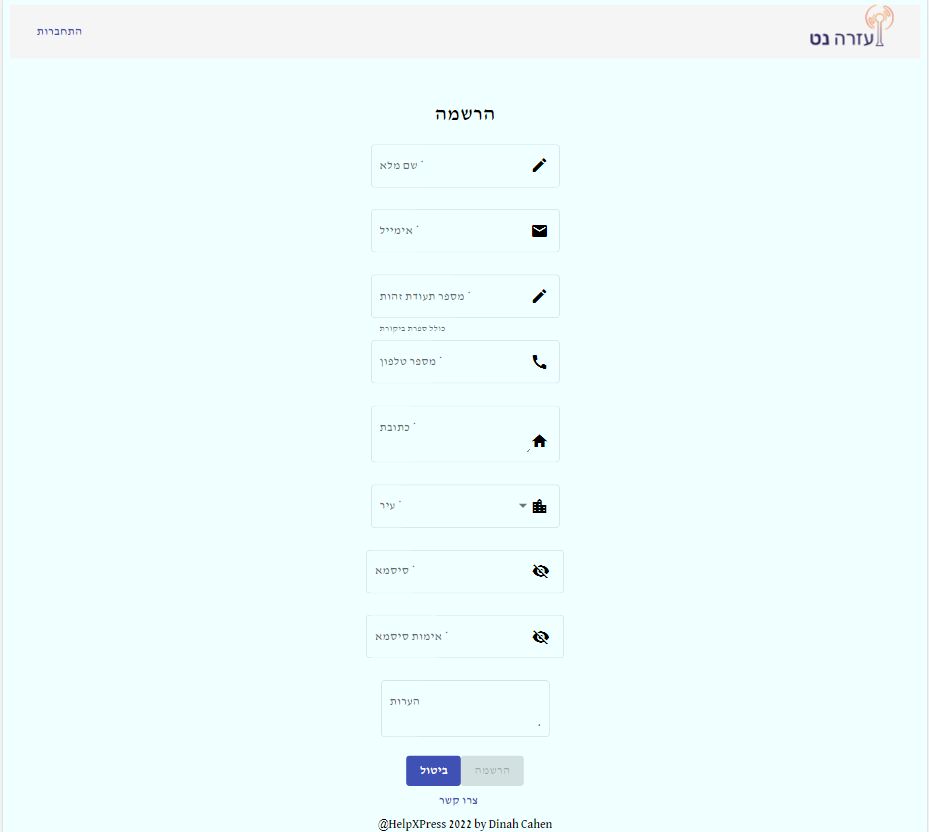 עזרה נט
התחברות
הרשמה
שם מלא *
אימייל *
מספר תעודת זהות *
כולל ספרת ביקורת
מספר טלפון *
כתובת *
עיר *
סיסמא *
אימות סיסמא *
הערות
הרשמה ביטול
צרו קשר
@HelpXPress 2022 by Dinah Cahen